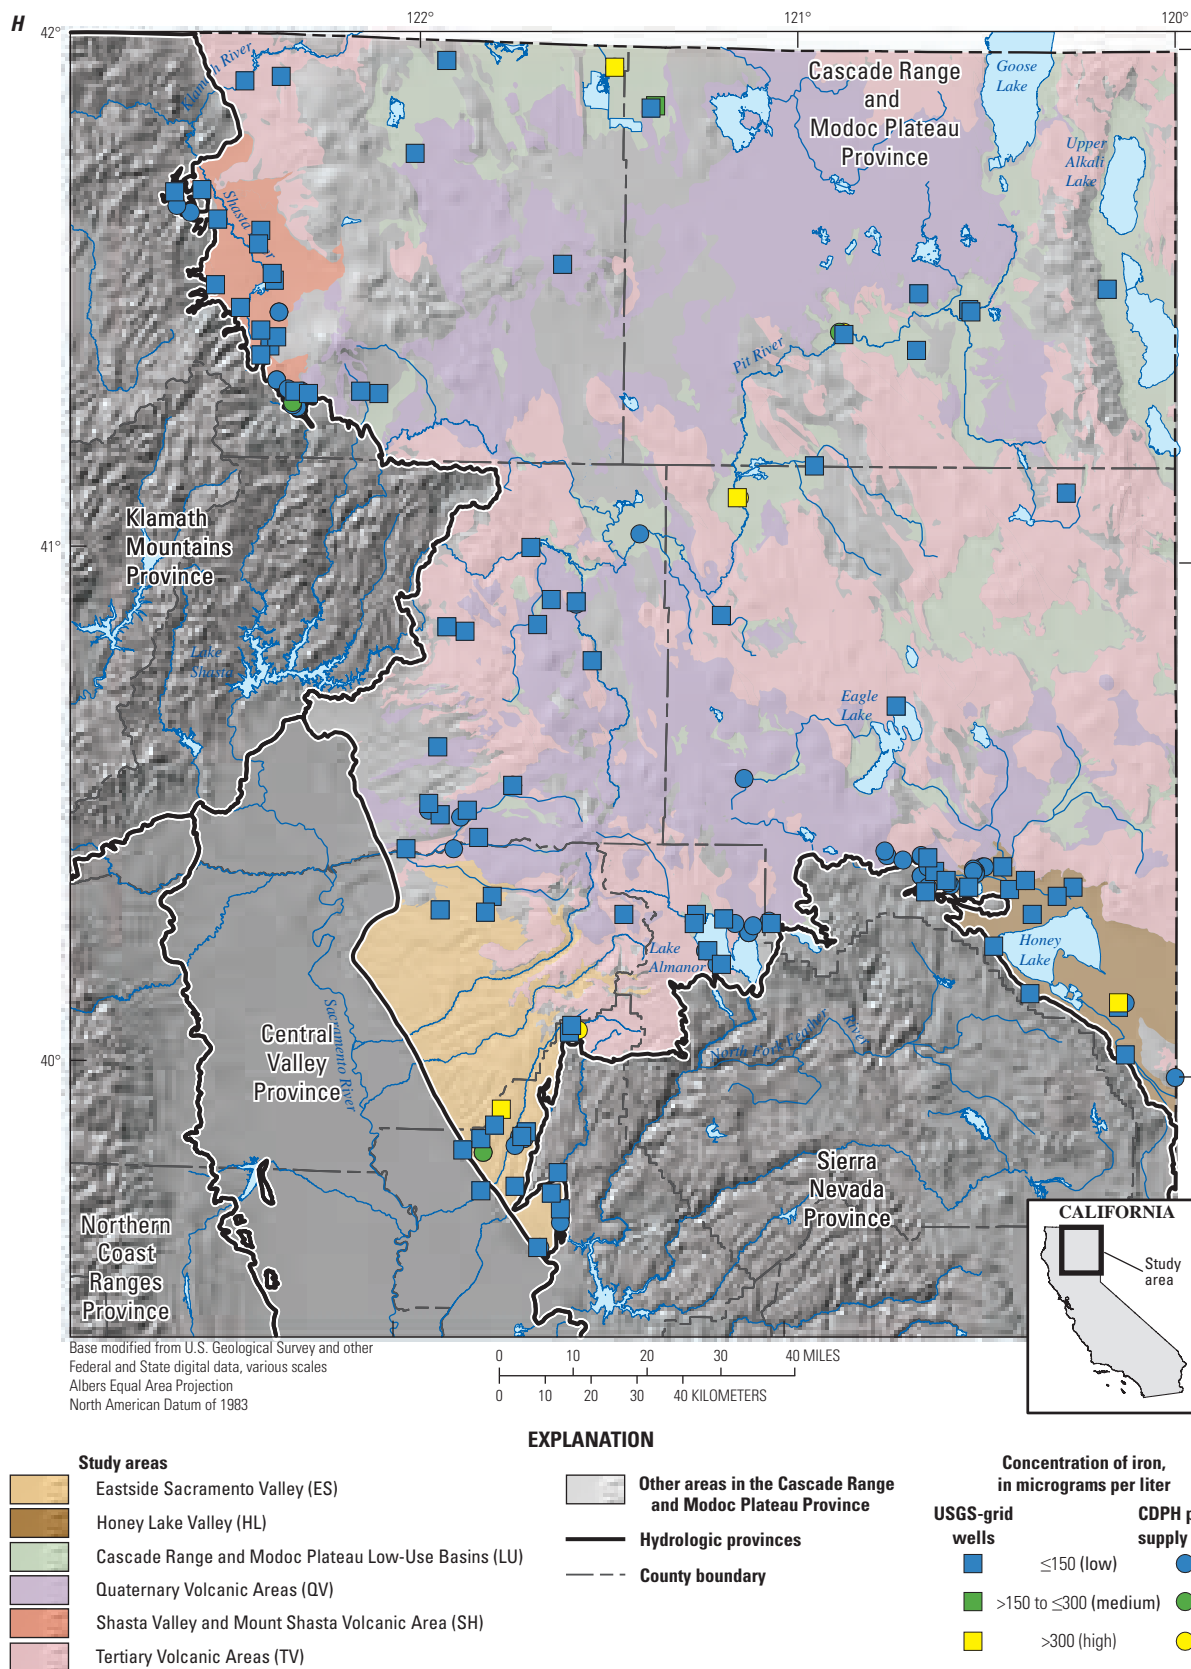 H
122°
121°
120°
42°
Klamath River
Cascade Range
and
Modoc Plateau
Province
Goose
Lake
Upper
Alkali
Lake
Shasta
Pit River
Klamath
Mountains
Province
41°
Lake
Shasta
Eagle
Lake
Lake
Almanor
Honey
Lake
Sacramento River
Central
Valley
Province
North Fork Feather River
40°
Sierra
Nevada
Province
Northern
Coast
Ranges
Province
CALIFORNIA
Study
area
Base modified from U.S. Geological Survey and other
Federal and State digital data, various scales
Albers Equal Area Projection
North American Datum of 1983
0 10 20 30 40 MILES
0 10 20 30 40 KILOMETERS
EXPLANATION
Study areas
Eastside Sacramento Valley (ES)
Honey Lake Valley (HL)
Cascade Range and Modoc Plateau Low-Use Basins (LU)
Quaternary Volcanic Areas (QV)
Shasta Valley and Mount Shasta Volcanic Area (SH)
Tertiary Volcanic Areas (TV)
Other areas in the Cascade Range
and Modoc Plateau Province
Hydrologic provinces
County boundary
Concentration of iron,
in micrograms per liter
USGS-grid
wells
CDPH p
supply
≤150 (low)
>150 to ≤300 (medium)
>300 (high)